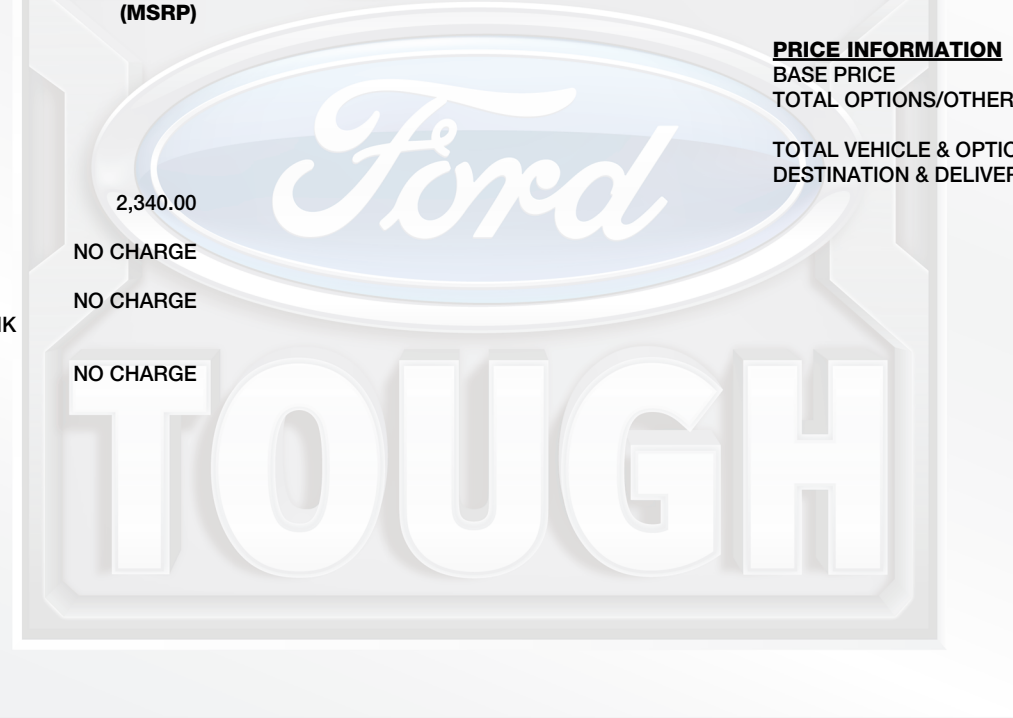 (MSRP)
PRICE INFORMATION
BASE PRICE
TOTAL OPTIONS/OTHER
TOTAL VEHICLE & OPTIO
DESTINATION & DELIVER
2,340.00
NO CHARGE
NO CHARGE
NO CHARGE
Ford
TOUGH